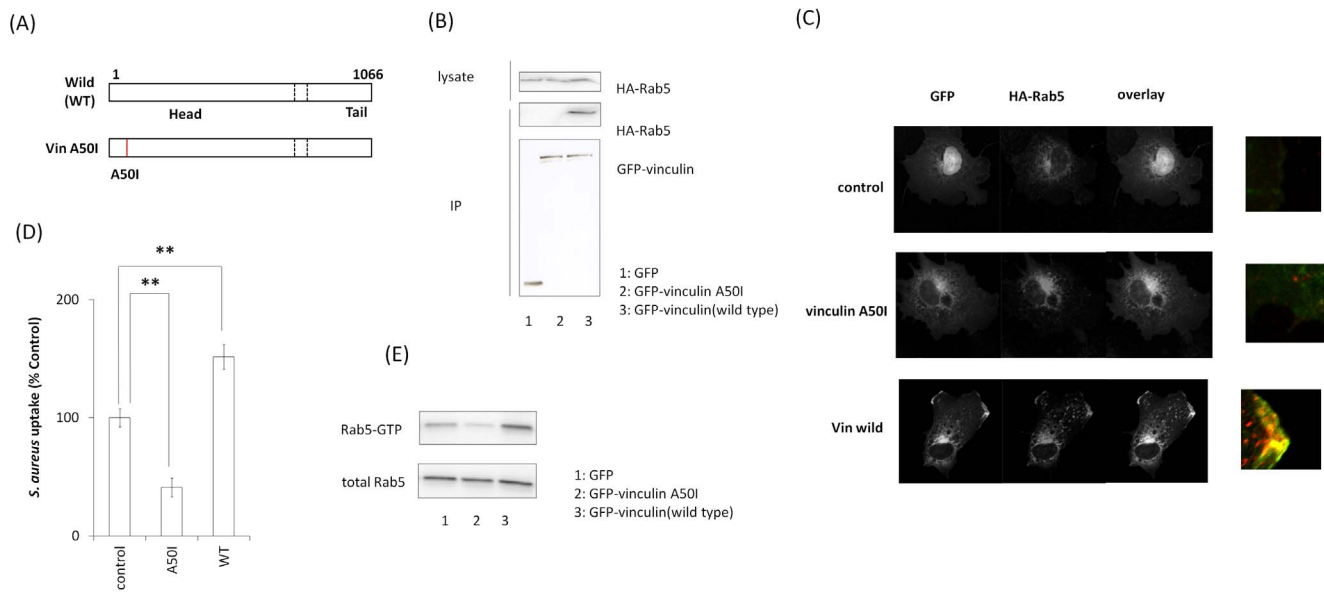 (A)
1 1066
Wild
(WT)
Head Tail
Vin A50I
A50I
(B)
lysate
HA-Rab5
HA-Rab5
GFP-vinculin
IP
1: GFP
2: GFP-vinculin A50I
3: GFP-vinculin(wild type)
1 2 3
(C)
GFP HA-Rab5 overlay
control
vinculin A50I
Vin wild
(D)
**
**
S. aureus uptake (% Control)
200
100
0
control
A50I
WT
(E)
Rab5-GTP
total Rab5
1: GFP
2: GFP-vinculin A50I
3: GFP-vinculin(wild type)
1 2 3